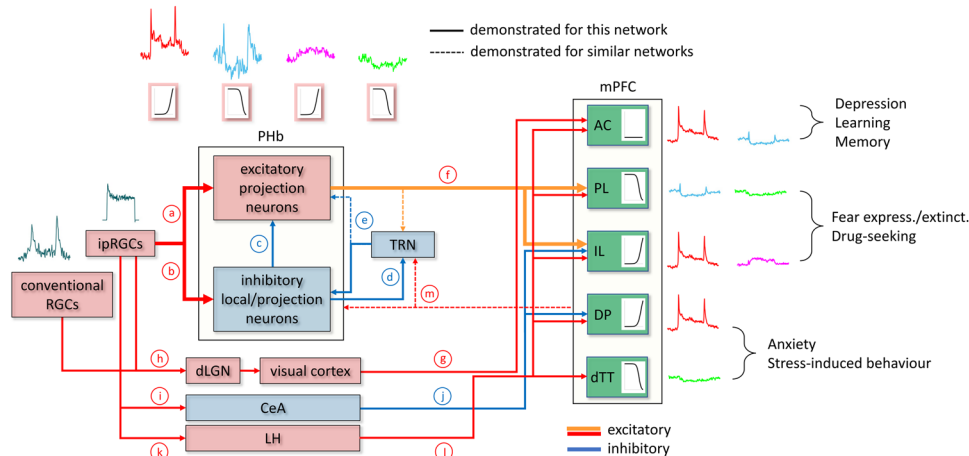 demonstrated for this network
demonstrated for similar networks
mPFC
PHb
AC
Depression
Learning
Memory
excitatory
projection
neurons
f
PL
a
ipRGCs
e
c
TRN
Fear express./extinct.
Drug-seeking
IL
b
d
inhibitory
local/projection
neurons
conventional
RGCs
m
DP
Anxiety
Stress-induced behaviour
h
dLGN
visual cortex
g
dTT
i
CeA
j
LH
k
l
excitatory
inhibitory